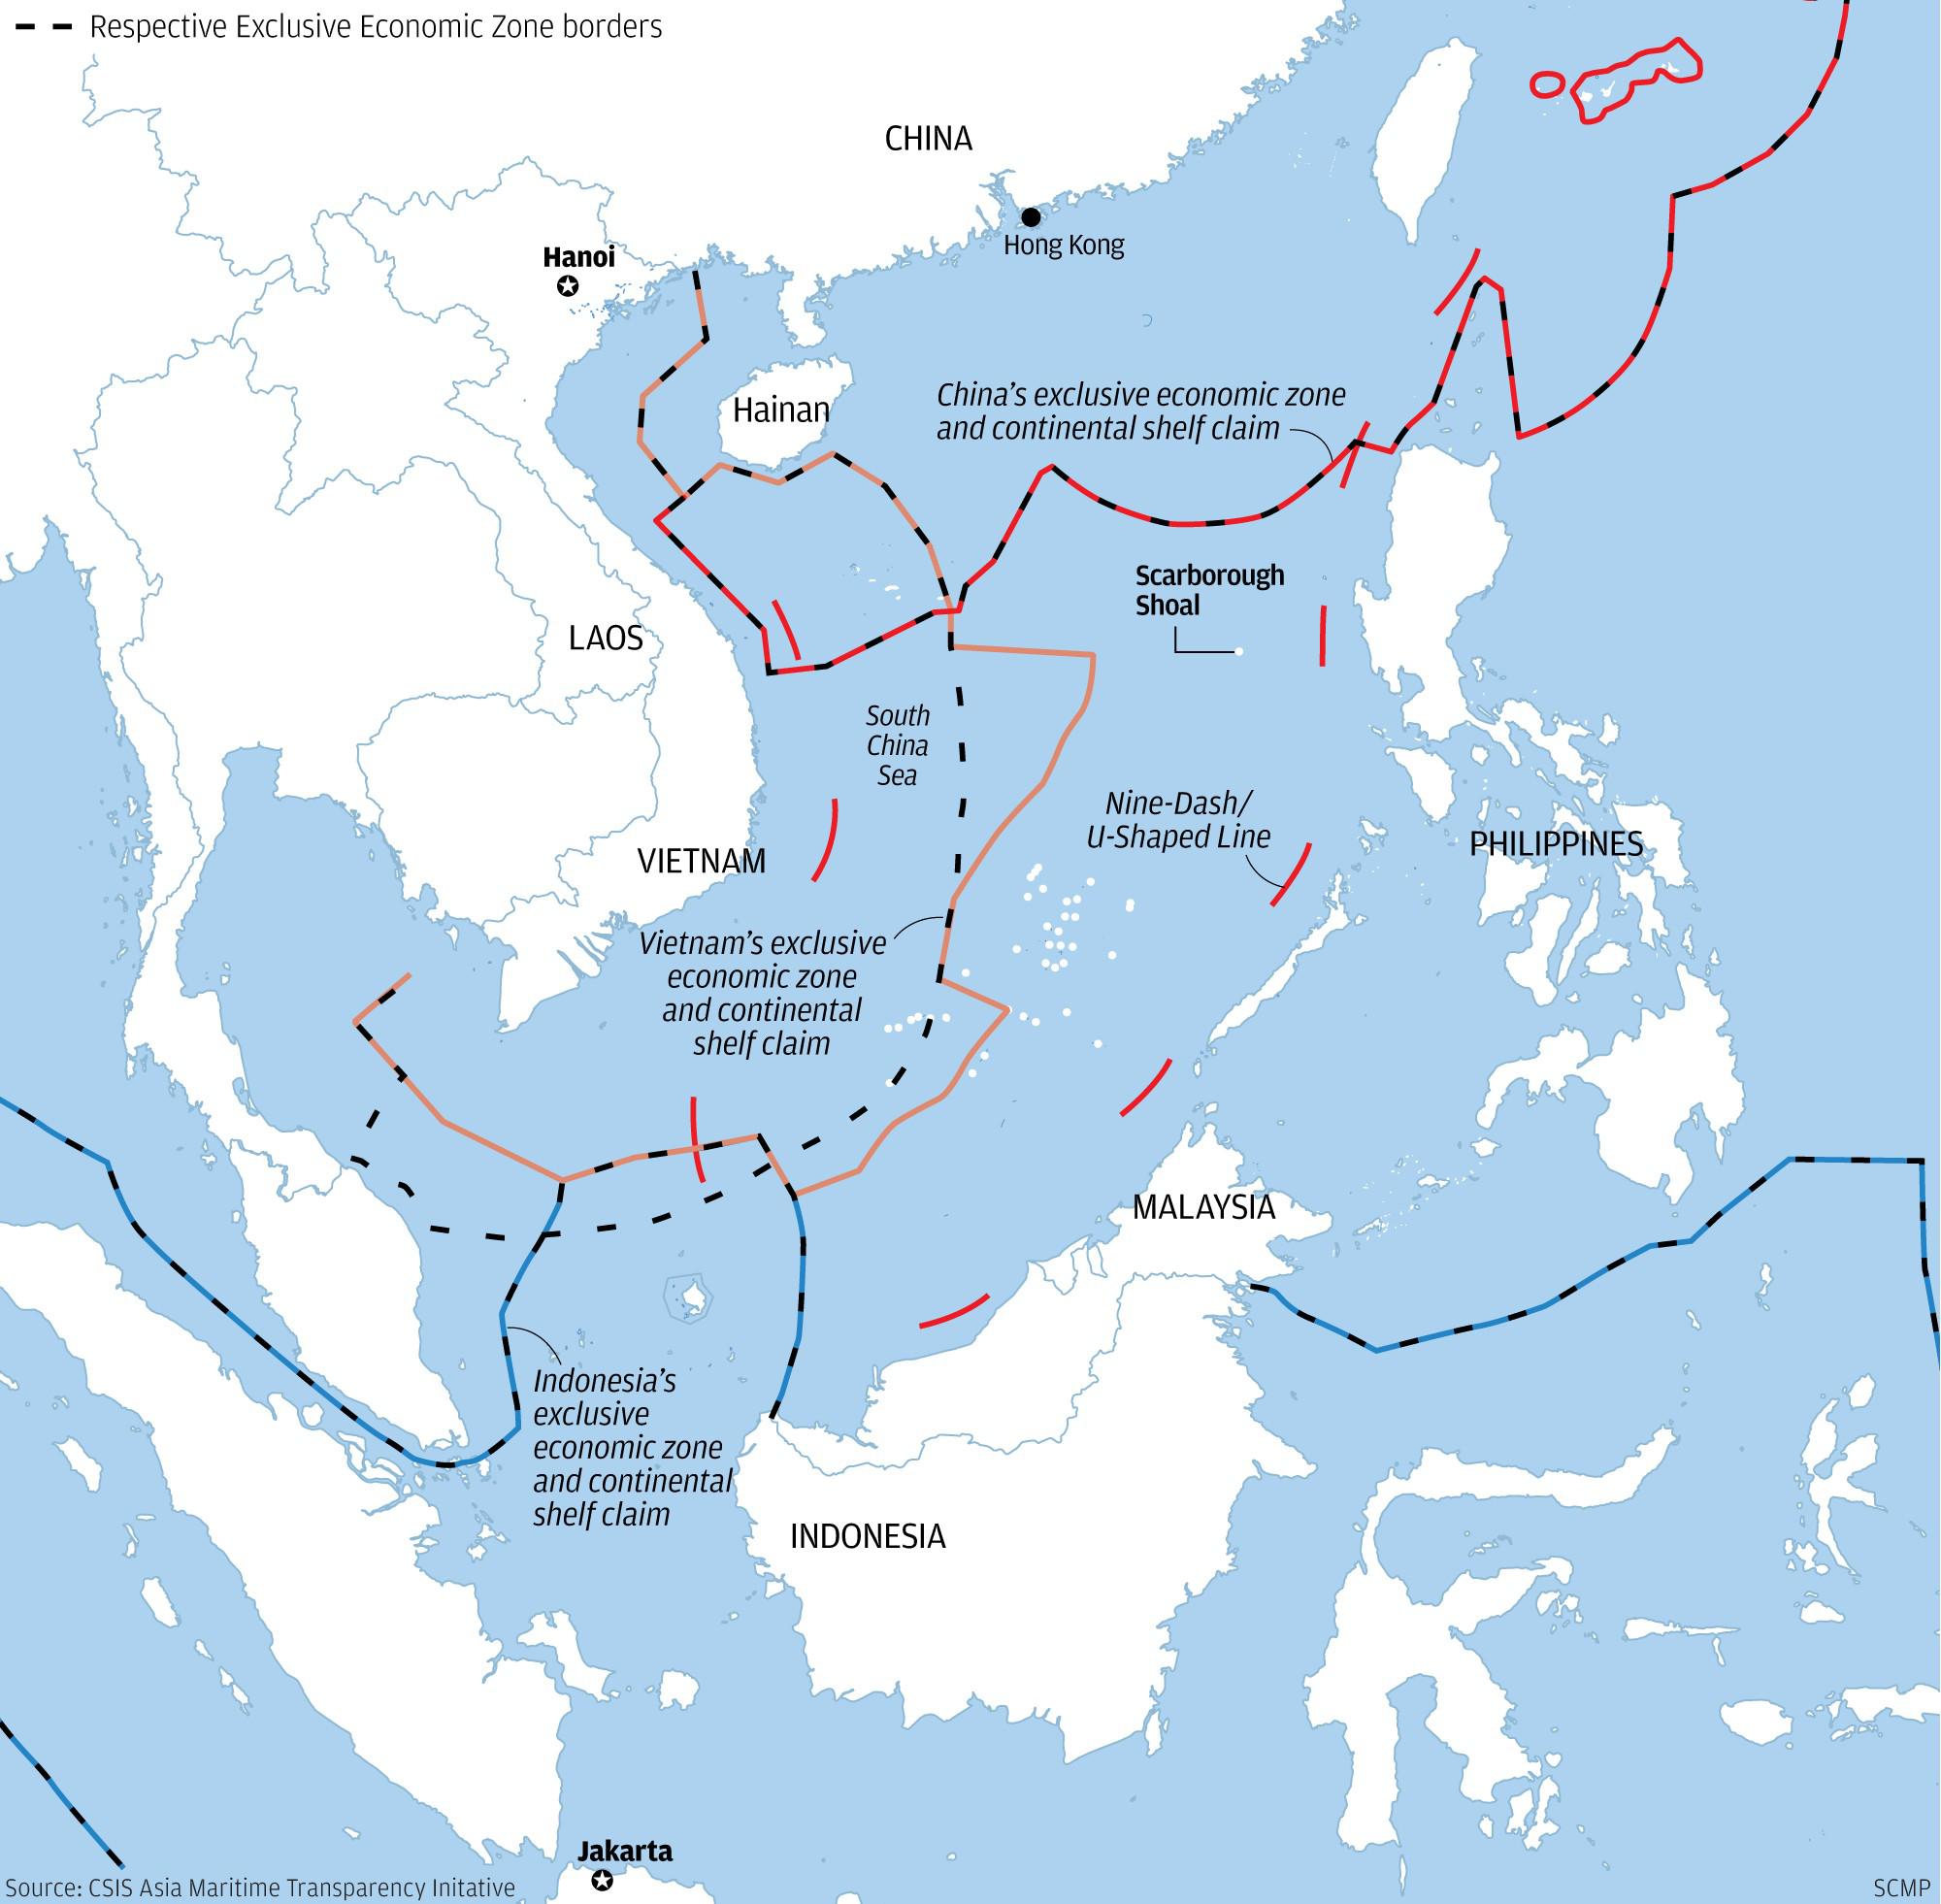 Respective Exclusive Economic Zone borders
CHINA
Hong Kong
Hanoi
Hainan
China’s exclusive economic zone
and continental shelf claim
Scarborough
Shoal
LAOS
South
China
Sea
Nine-Dash/
U-Shaped Line
PHILIPPINES
VIETNAM
Vietnam’s exclusive
economic zone
and continental
shelf claim
MALAYSIA
Indonesia’s
exclusive
economic zone
and continental
shelf claim
INDONESIA
Jakarta
Source: CSIS Asia Maritime Transparency Initative
SCMP